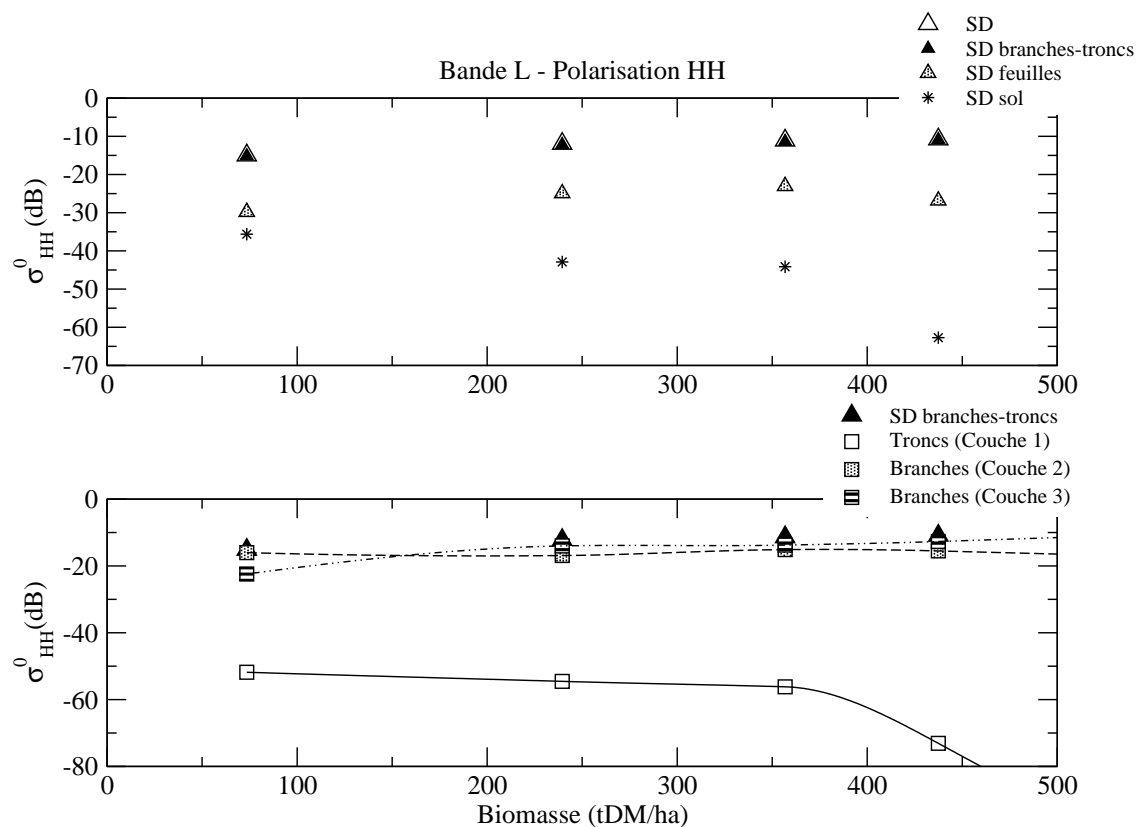 SD
SD branches-troncs
SD feuilles
SD sol
Bande L - Polarisation HH
0
-10
-20
-30
-40
-50
-60
-70
σ⁰HH (dB)
0 100 200 300 400 500
SD branches-troncs
Troncs (Couche 1)
Branches (Couche 2)
Branches (Couche 3)
0
-20
-40
-60
-80
σ⁰HH (dB)
0 100 200 300 400 500
Biomasse (tDM/ha)